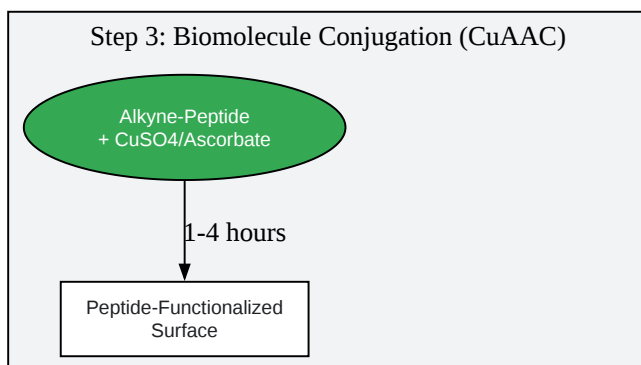 Step 3: Biomolecule Conjugation (CuAAC)
Alkyne-Peptide
+ CuSO4/Ascorbate
1-4 hours
Peptide-Functionalized
Surface